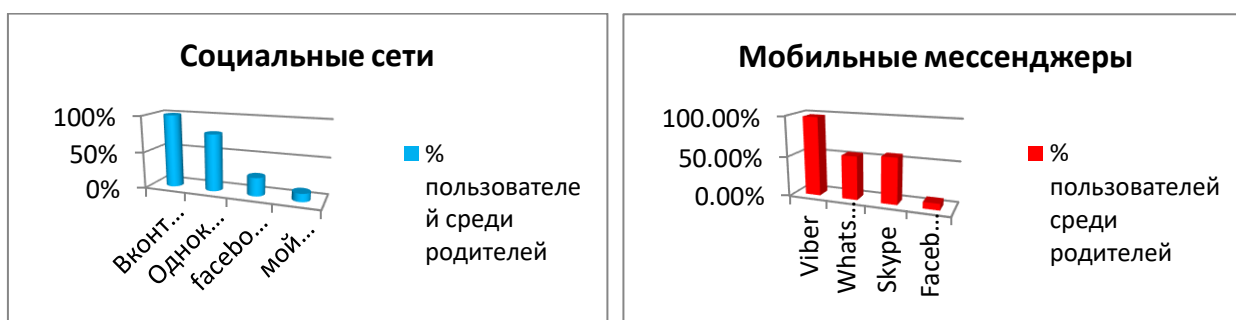 Социальные сети
100%
50%
0%
Вконт...
Однок...
facebo...
мой...
%
пользователе
й среди
родителей
Мобильные мессенджеры
100.00%
50.00%
0.00%
Viber
Whats...
Skype
Faceb...
%
пользователей
среди
родителей